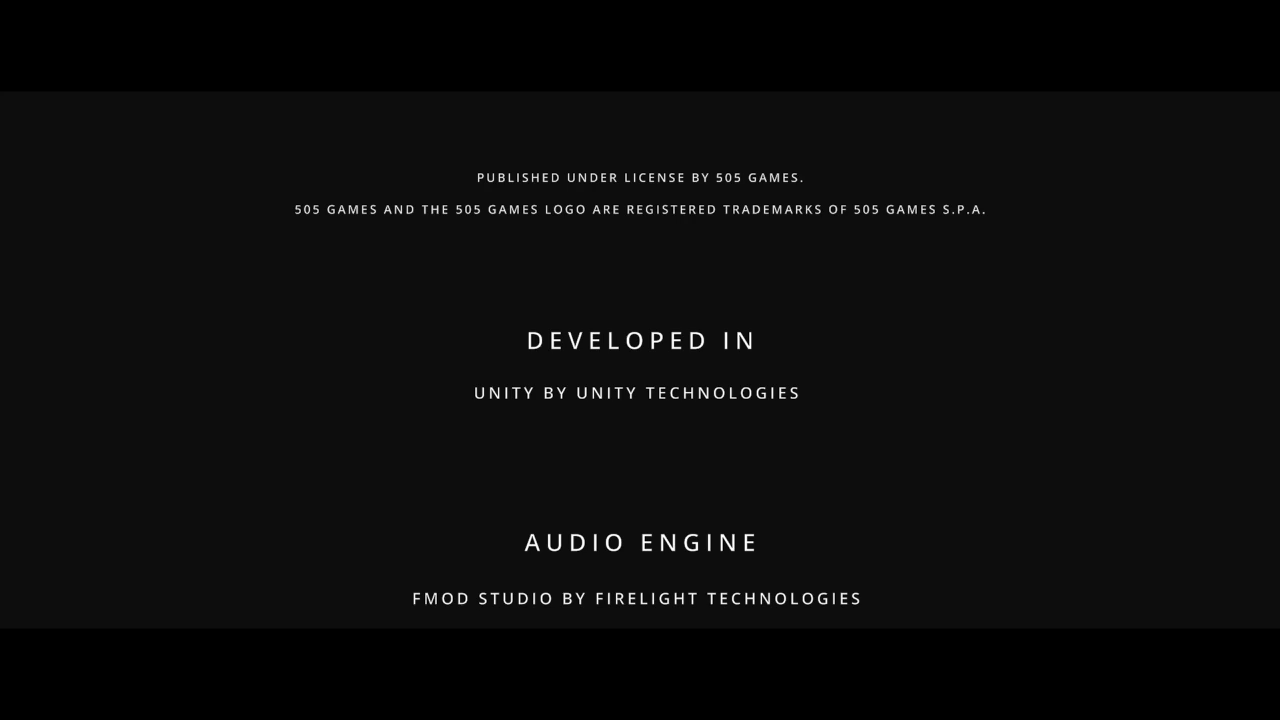 PUBLISHED UNDER LICENSE BY 505 GAMES.
505 GAMES AND THE 505 GAMES LOGO ARE REGISTERED TRADEMARKS OF 505 GAMES S.P.A.
DEVELOPED IN
UNITY BY UNITY TECHNOLOGIES
AUDIO ENGINE
FMOD STUDIO BY FIRELIGHT TECHNOLOGIES